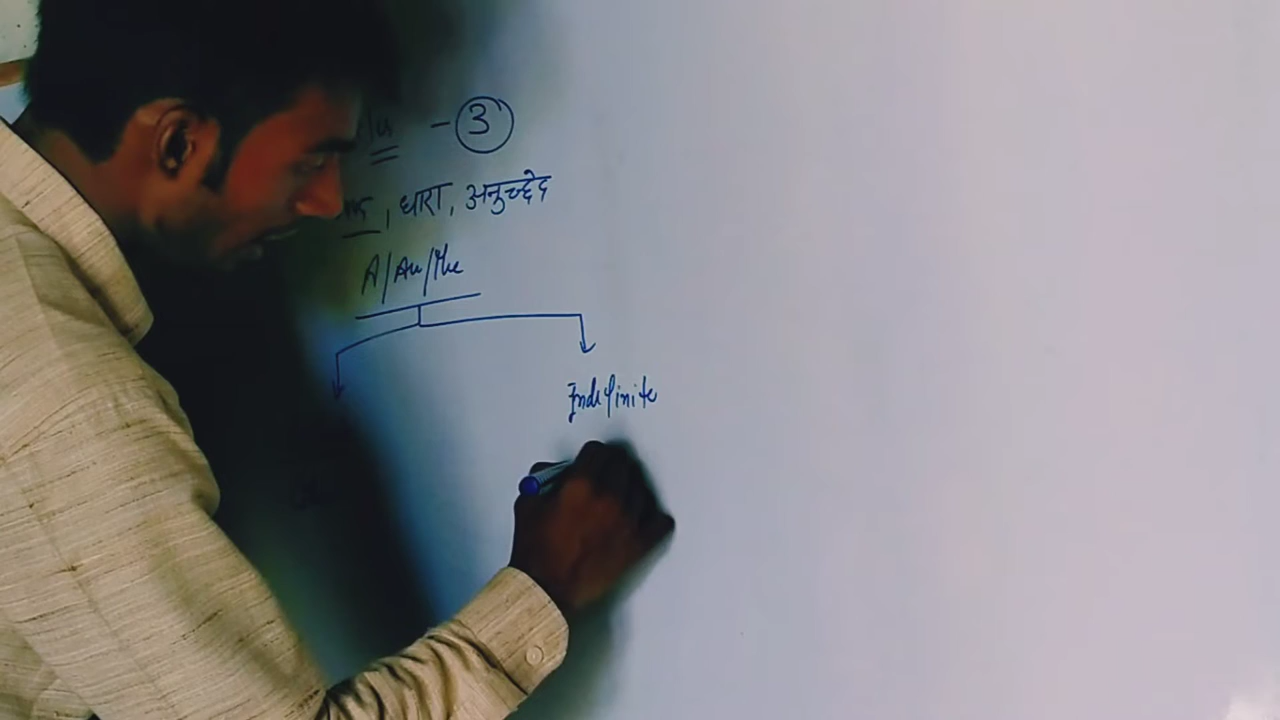 - 3
, धारा, अनुच्छेद
A/An/The
Indefinite